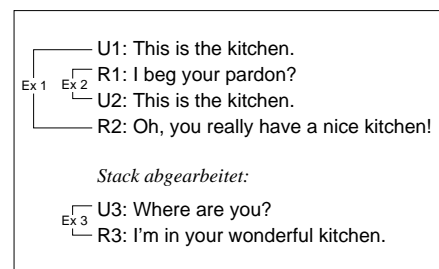 U1: This is the kitchen.
Ex 1
Ex 2
R1: I beg your pardon?
U2: This is the kitchen.
R2: Oh, you really have a nice kitchen!
Stack abgearbeitet:
Ex 3
U3: Where are you?
R3: I'm in your wonderful kitchen.